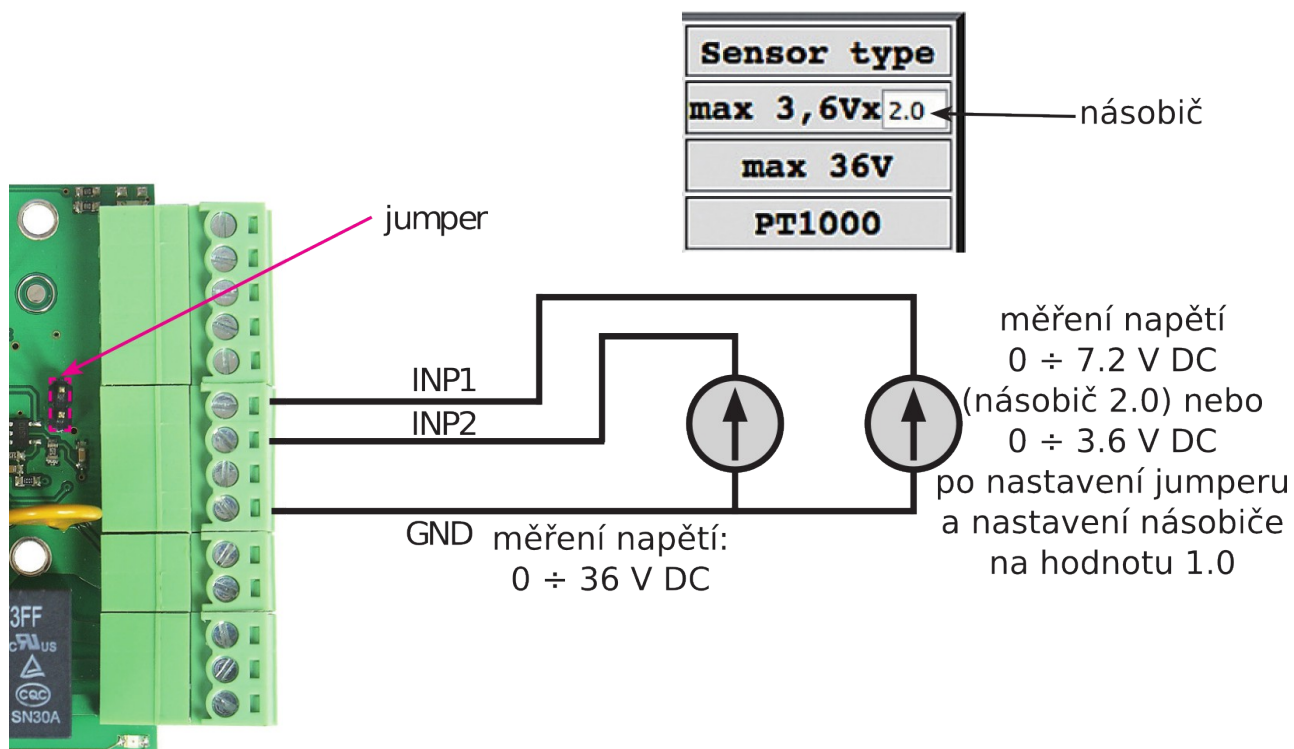 Sensor type
max 3,6Vx 2.0
násobič
max 36V
PT1000
jumper
INP1
INP2
GND
měření napětí:
0 ÷ 36 V DC
měření napětí
0 ÷ 7.2 V DC
(násobič 2.0) nebo
0 ÷ 3.6 V DC
po nastavení jumperu
a nastavení násobiče
na hodnotu 1.0
3FF
c US
CQC
SN30A